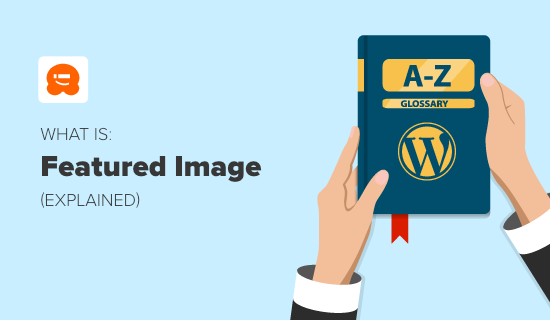 WHAT IS:
Featured Image
(EXPLAINED)
A-Z
GLOSSARY
W